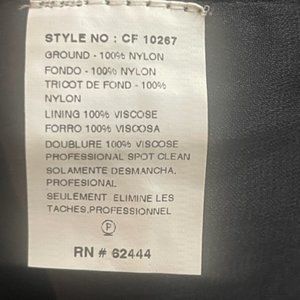 STYLE NO : CF 10267
GROUND - 100% NYLON
FONDO - 100% NYLON
TRICOT DE FOND - 100%
NYLON
LINING 100% VISCOSE
FORRO 100% VISCOSA
DOUBLURE 100% VISCOSE
PROFESSIONAL SPOT CLEAN
SOLAMENTE DESMANCHA.
PROFESSIONAL
SEULEMENT ELIMINE LES
TACHES.PROFESSIONNEL
P
RN # 62444